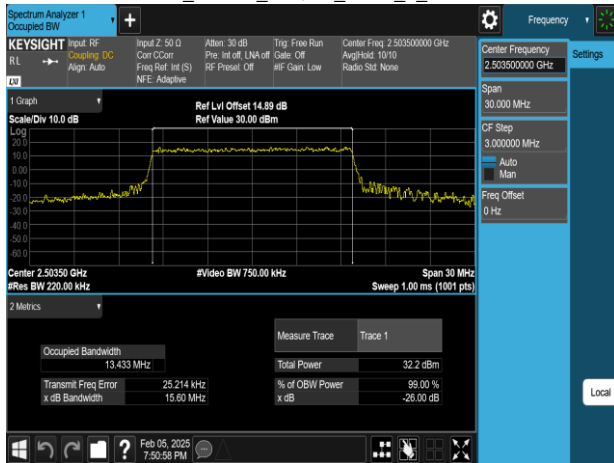 Spectrum Analyzer 1
Occupied BW
Frequency
KEYSIGHT
Input: RF
Input Z: 50 Ω
Atten: 30 dB
Trig: Free Run
Center Freq: 2.503500000 GHz
RL
Coupling: DC
Corr CCorr
Pre: Int off, LNA off
Gate: Off
Avg|Hold: 10/10
Align: Auto
Freq Ref: Int (S)
RF Preset: Off
#IF Gain: Low
Radio Std: None
NFE: Adaptive
LXI
Center Frequency
2.503500000 GHz
Settings
Span
30.000 MHz
CF Step
3.000000 MHz
Auto
Man
Freq Offset
0 Hz
Local
1 Graph
Ref Lvl Offset 14.89 dB
Scale/Div 10.0 dB
Ref Value 30.00 dBm
Log
20.0
10.0
0.00
-10.0
-20.0
-30.0
-40.0
-50.0
-60.0
Center 2.50350 GHz
#Video BW 750.00 kHz
Span 30 MHz
#Res BW 220.00 kHz
Sweep 1.00 ms (1001 pts)
2 Metrics
Measure Trace
Trace 1
Occupied Bandwidth
13.433 MHz
Total Power
32.2 dBm
Transmit Freq Error
25.214 kHz
% of OBW Power
99.00 %
x dB Bandwidth
15.60 MHz
x dB
-26.00 dB
Feb 05, 2025
7:50:58 PM